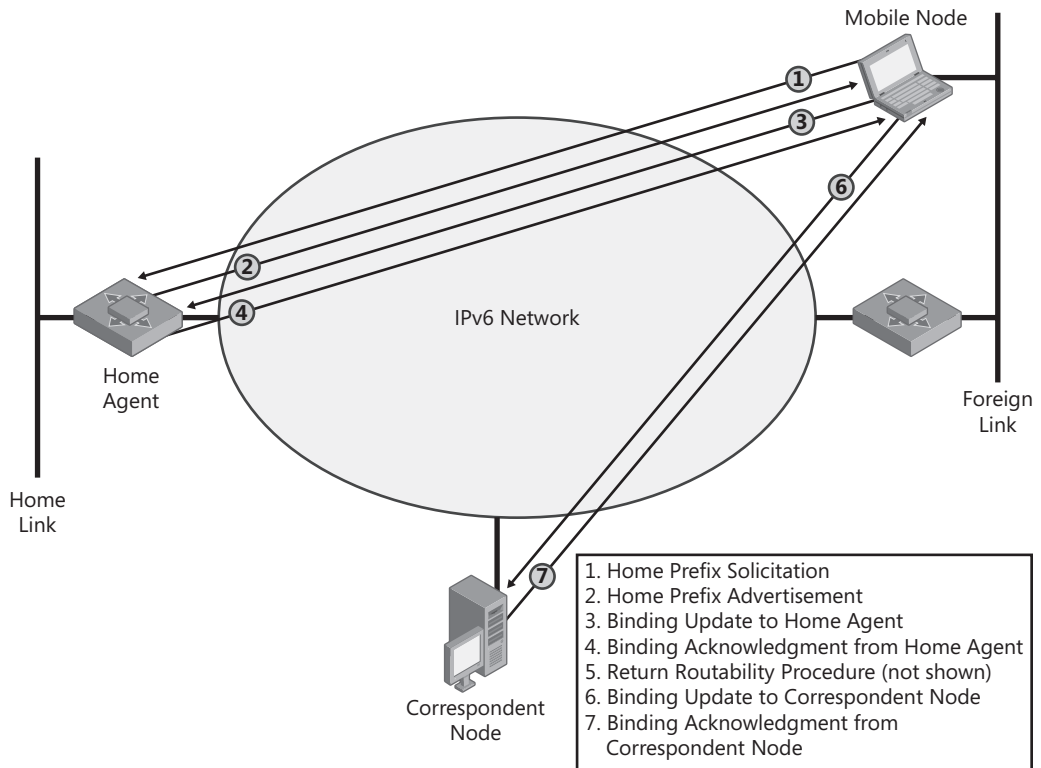 Mobile Node
1
3
6
2
4
IPv6 Network
Home
Agent
Foreign
Link
Home
Link
7
Correspondent
Node
1. Home Prefix Solicitation
2. Home Prefix Advertisement
3. Binding Update to Home Agent
4. Binding Acknowledgment from Home Agent
5. Return Routability Procedure (not shown)
6. Binding Update to Correspondent Node
7. Binding Acknowledgment from
Correspondent Node